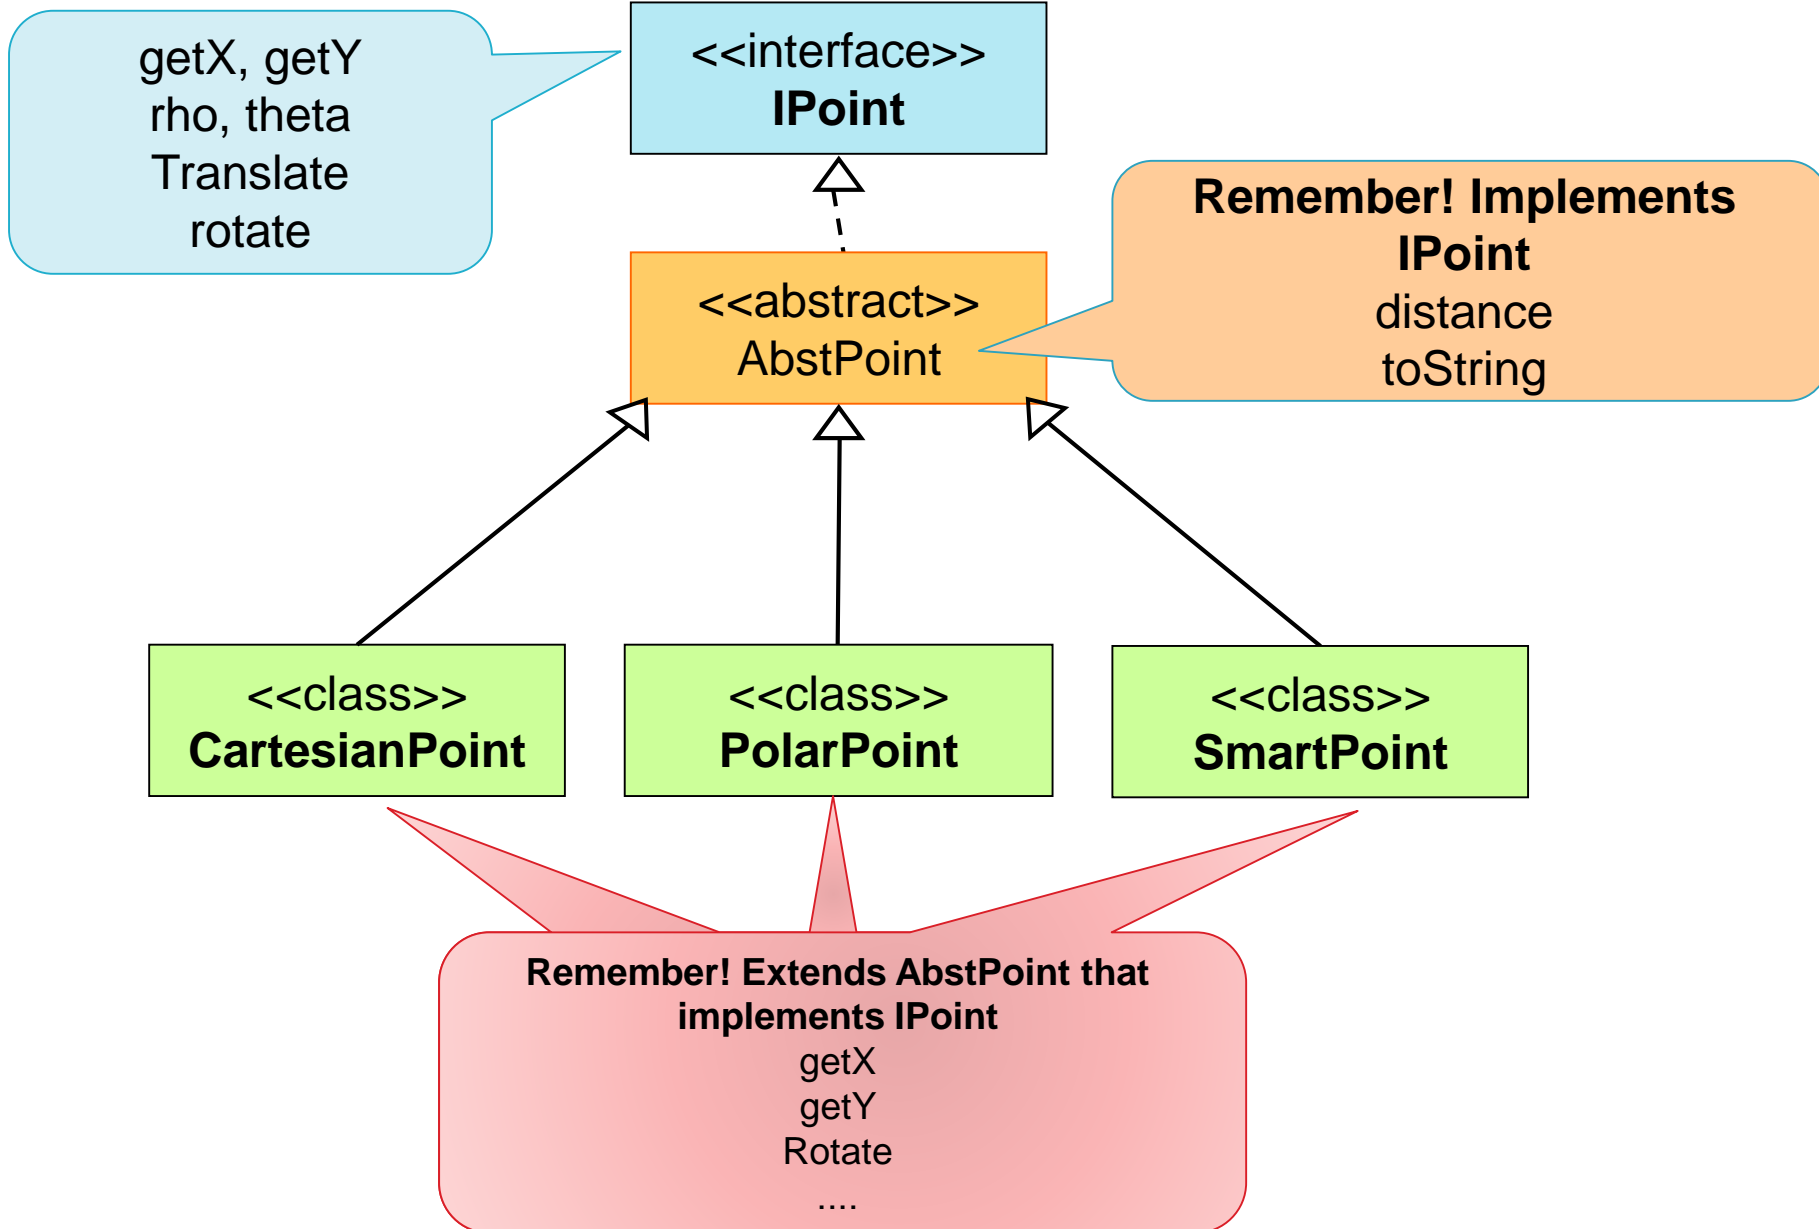 getX, getY
rho, theta
Translate
rotate
<<interface>>
IPoint
Remember! Implements
IPoint
distance
toString
<<abstract>>
AbstPoint
<<class>>
CartesianPoint
<<class>>
PolarPoint
<<class>>
SmartPoint
Remember! Extends AbstPoint that
implements IPoint
getX
getY
Rotate
....